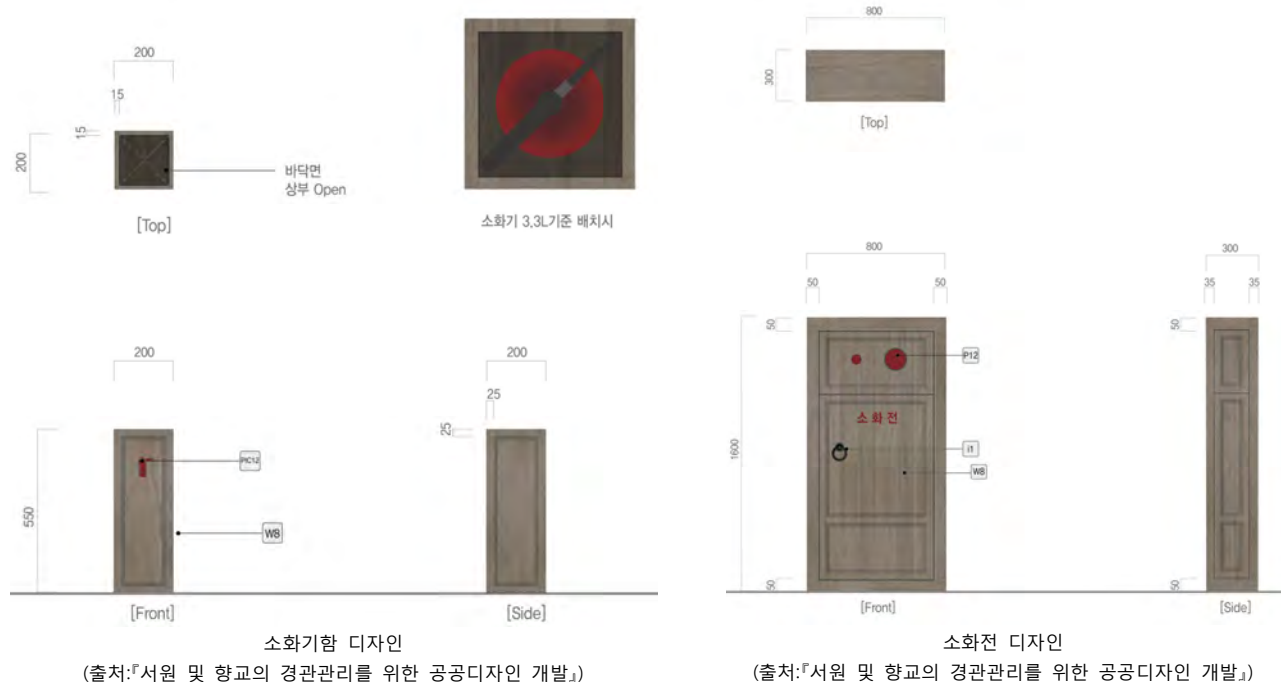 200
15
15
200
바닥면
상부 Open
[Top]
소화기 3.3L기준 배치시
200
25
25
550
PIC12
W8
[Front]
200
[Side]
소화기함 디자인
(출처:『서원 및 향교의 경관관리를 위한 공공디자인 개발』)
800
300
[Top]
800
50
50
50
1600
50
P12
소화전
i1
W8
[Front]
300
35
35
50
50
[Side]
소화전 디자인
(출처:『서원 및 향교의 경관관리를 위한 공공디자인 개발』)